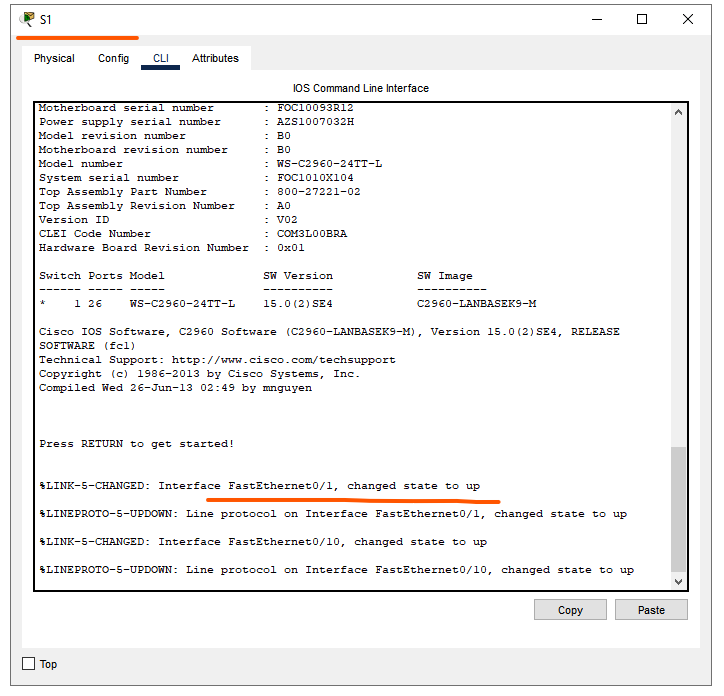 S1
Physical Config CLI Attributes
IOS Command Line Interface
Motherboard serial number : FOC10093R12
Power supply serial number : AZS1007032H
Model revision number : B0
Motherboard revision number : B0
Model number : WS-C2960-24TT-L
System serial number : FOC1010X104
Top Assembly Part Number : 800-27221-02
Top Assembly Revision Number : A0
Version ID : V02
CLEI Code Number : COM3L00BRA
Hardware Board Revision Number : 0x01
Switch Ports Model SW Version SW Image
------ ----- ----- ---------- ----------
* 1 26 WS-C2960-24TT-L 15.0(2)SE4 C2960-LANBASEK9-M
Cisco IOS Software, C2960 Software (C2960-LANBASEK9-M), Version 15.0(2)SE4, RELEASE
SOFTWARE (fc1)
Technical Support: http://www.cisco.com/techsupport
Copyright (c) 1986-2013 by Cisco Systems, Inc.
Compiled Wed 26-Jun-13 02:49 by mnguyen
Press RETURN to get started!
%LINK-5-CHANGED: Interface FastEthernet0/1, changed state to up
%LINEPROTO-5-UPDOWN: Line protocol on Interface FastEthernet0/1, changed state to up
%LINK-5-CHANGED: Interface FastEthernet0/10, changed state to up
%LINEPROTO-5-UPDOWN: Line protocol on Interface FastEthernet0/10, changed state to up
Copy Paste
Top